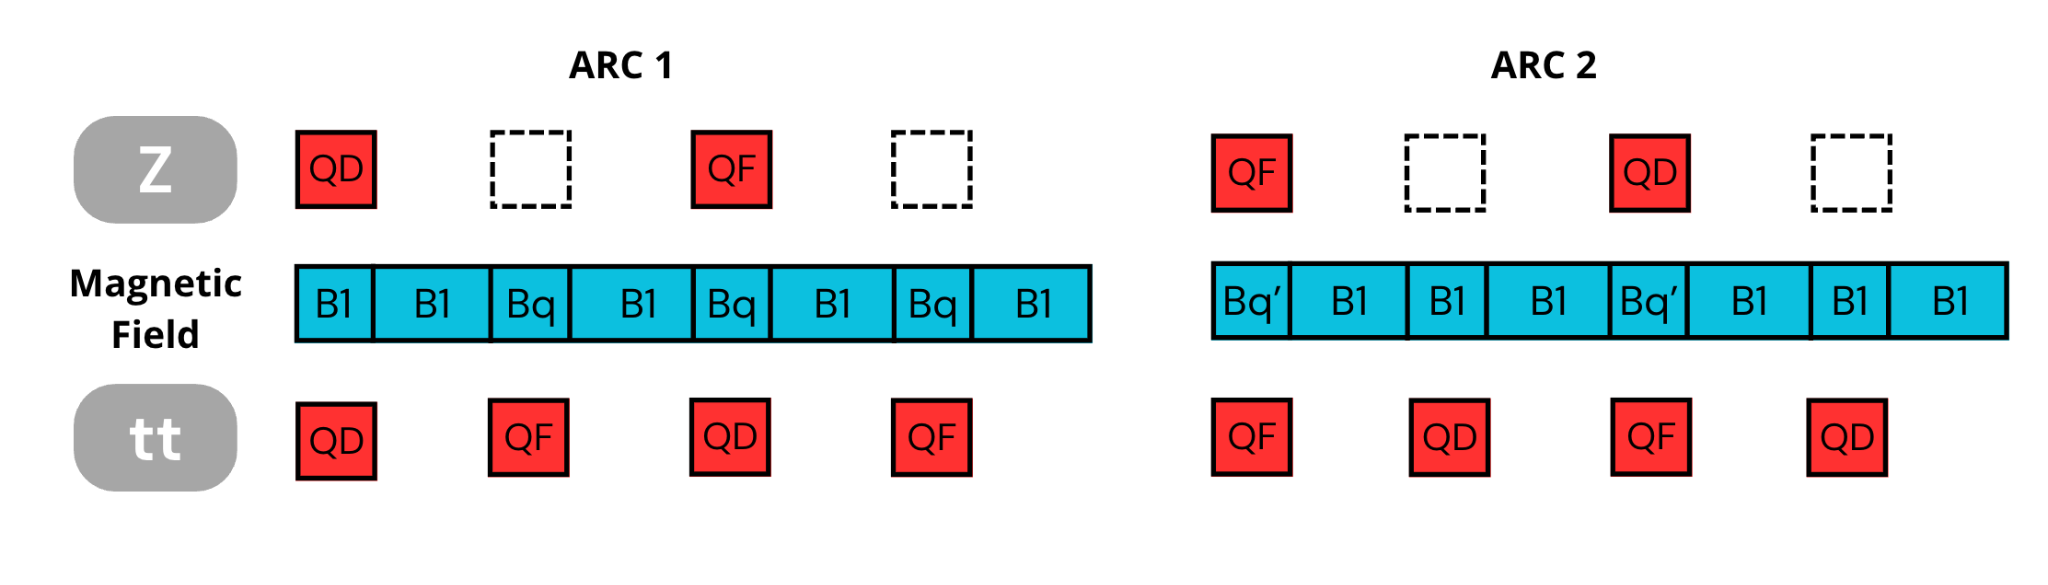 ARC 1
ARC 2
Z
QD QF QF QD
Magnetic
Field
B1 B1 Bq B1 Bq B1 Bq B1 Bq’ B1 B1 B1 Bq’ B1 B1 B1
tt
QD QF QD QF QF QD QF QD